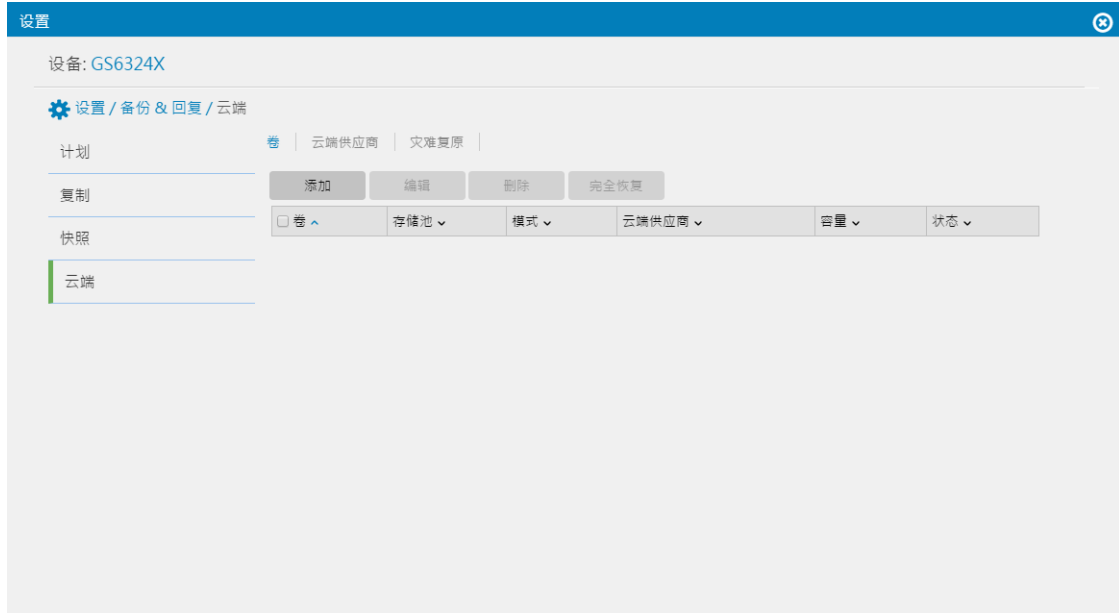 设置
设备: GS6324X
设置 / 备份 & 回复 / 云端
计划
复制
快照
云端
卷 云端供应商 灾难复原
添加 编辑 删除 完全恢复
卷 存储池 模式 云端供应商 容量 状态